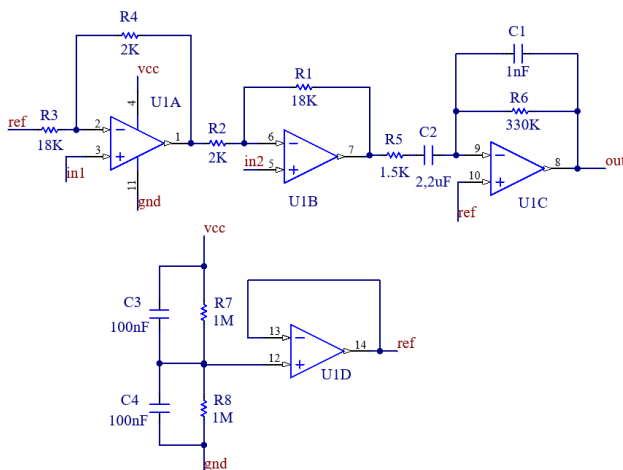 R4
2K
vcc
U1A
4
ref
R3
18K
2
3
1
in1
11
gnd
R2
2K
R1
18K
6
5
7
in2
U1B
R5
1.5K
C2
2,2uF
C1
1nF
R6
330K
9
10
8
out
ref
U1C
vcc
C3
100nF
R7
1M
C4
100nF
R8
1M
gnd
13
12
14
ref
U1D